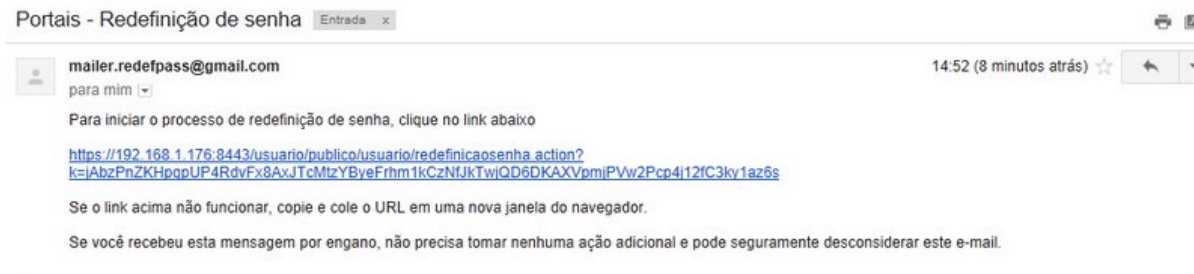 Portais - Redefinição de senha Entrada x
mailer.redefpass@gmail.com 14:52 (8 minutos atrás)
para mim
Para iniciar o processo de redefinição de senha, clique no link abaixo
https://192.168.1.176:8443/usuario/publico/usuario/redefinicaosenha.action?
k=jAbzPnZKHpqpUP4RdvFx8AxJTcMtzYByeFrhm1kCzNfJkTwjQD6DKAXVpmjPVw2Pcp4j12fC3ky1az6s
Se o link acima não funcionar, copie e cole o URL em uma nova janela do navegador.
Se você recebeu esta mensagem por engano, não precisa tomar nenhuma ação adicional e pode seguramente desconsiderar este e-mail.